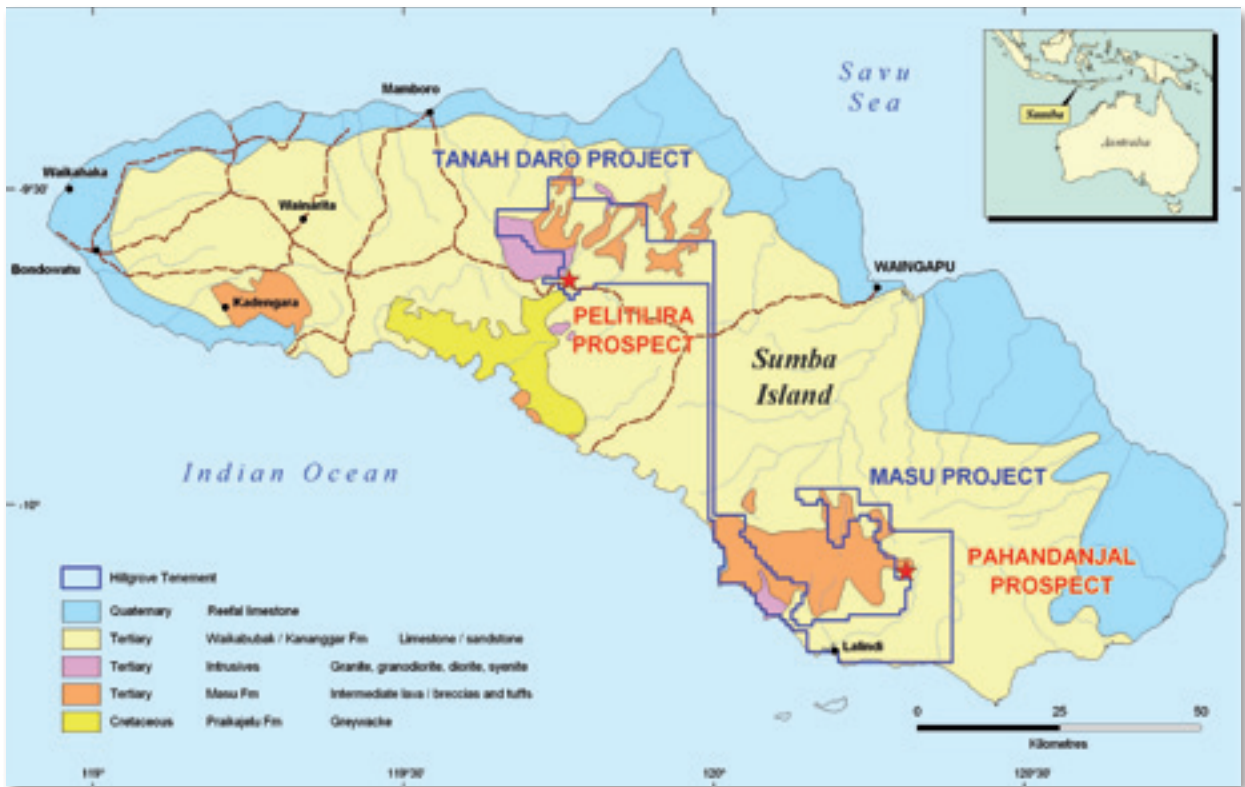 Savu
Sea
Sumba
Australia
Mamboro
TANAH DARO PROJECT
Waikahaka
-9°30'
Wainarita
Bondowatu
WAINGAPU
Kadengara
PELITILIRA
PROSPECT
Sumba
Island
Indian Ocean
MASU PROJECT
-10°
PAHANDANJAL
PROSPECT
Lalindi
Hillgrove Tenement
Quaternary Reefal limestone
Tertiary Waikabubak / Kananggar Fm Limestone / sandstone
Tertiary Intrusives Granite, granodiorite, diorite, syenite
Tertiary Masu Fm Intermediate lava / breccias and tuffs
Cretaceous Praikajelu Fm Greywacke
0 25 50
Kilometres
119° 119°30' 120° 120°30'